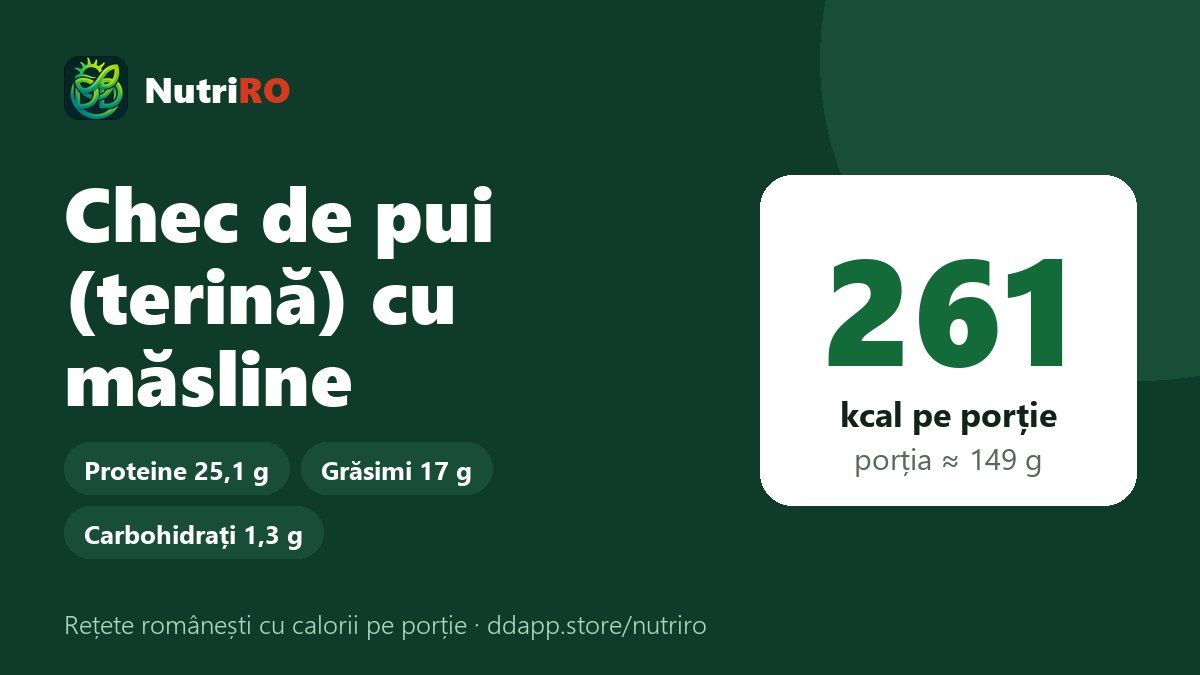 NutriRO
Chec de pui
(terină) cu
măsline
261
kcal pe porție
porția ≈ 149 g
Proteine 25,1 g
Grăsimi 17 g
Carbohidrați 1,3 g
Rețete românești cu calorii pe porție · ddapp.store/nutriro